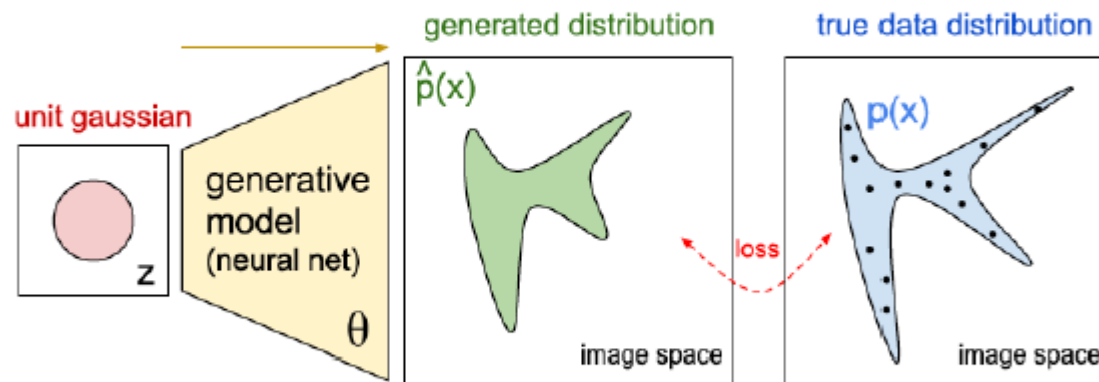 generated distribution
true data distribution
unit gaussian
z
generative
model
(neural net)
θ
p̂(x)
image space
loss
p(x)
image space